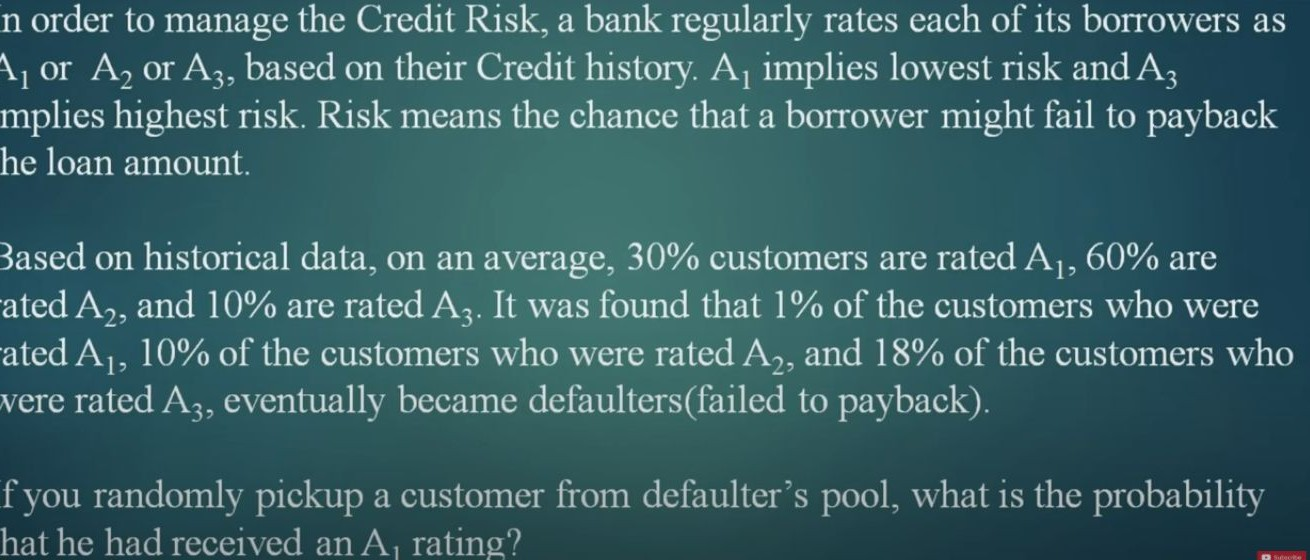 n order to manage the Credit Risk, a bank regularly rates each of its borrowers as
A₁ or A₂ or A₃, based on their Credit history. A₁ implies lowest risk and A₃
mplies highest risk. Risk means the chance that a borrower might fail to payback
he loan amount.
Based on historical data, on an average, 30% customers are rated A₁, 60% are
ated A₂, and 10% are rated A₃. It was found that 1% of the customers who were
ated A₁, 10% of the customers who were rated A₂, and 18% of the customers who
were rated A₃, eventually became defaulters(failed to payback).
f you randomly pickup a customer from defaulter's pool, what is the probability
hat he had received an A₁ rating?
Subscribe